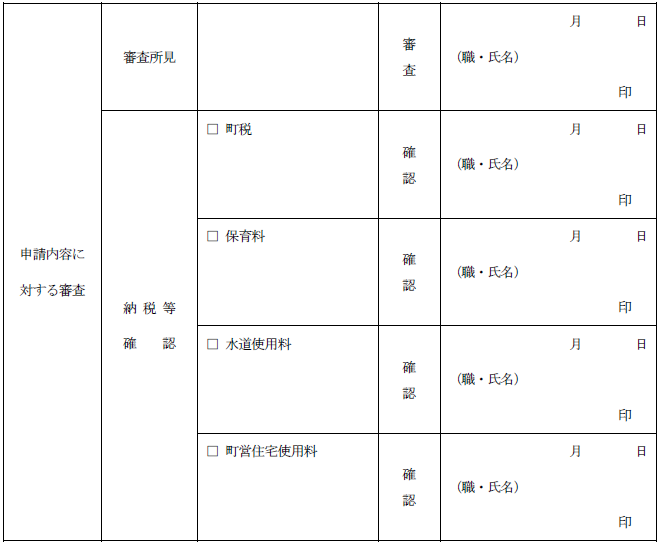 申請内容に
対する審査
審査所見
審
査
月 日
（職・氏名）
印
納 税 等
確 認
□ 町税
確
認
月 日
（職・氏名）
印
□ 保育料
確
認
月 日
（職・氏名）
印
□ 水道使用料
確
認
月 日
（職・氏名）
印
□ 町営住宅使用料
確
認
月 日
（職・氏名）
印